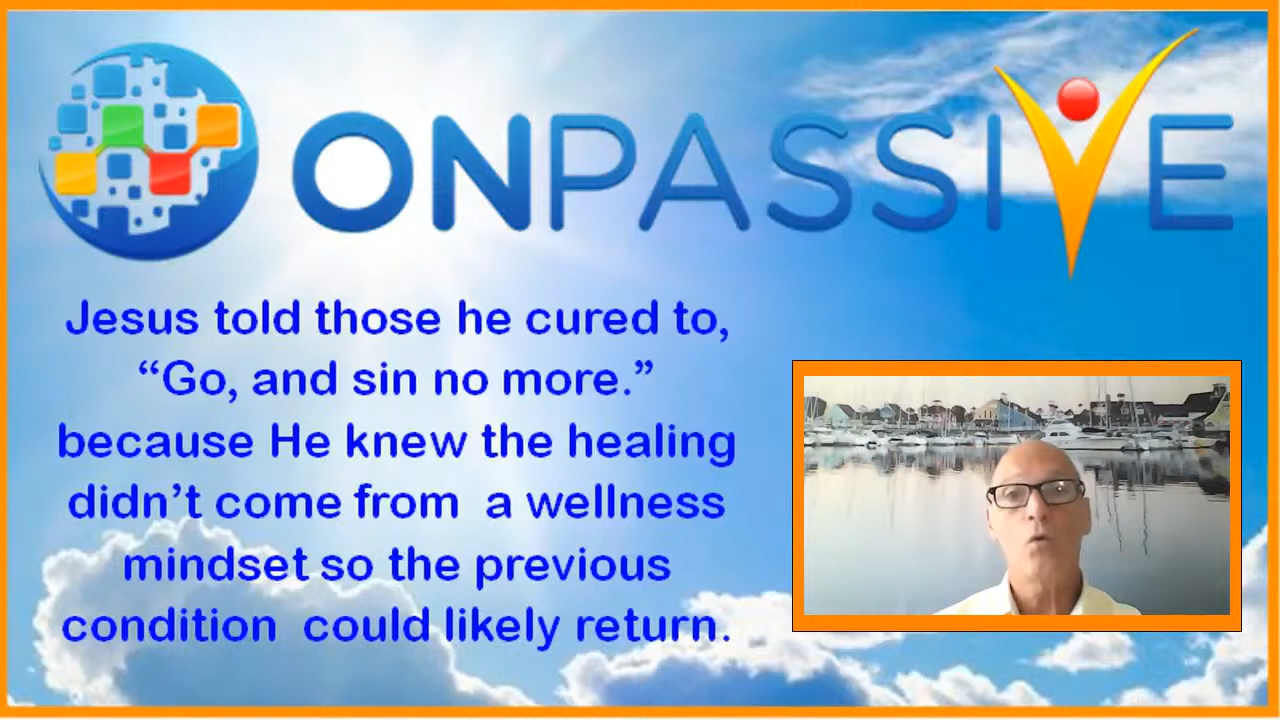 ONPASSIVE
Jesus told those he cured to,
“Go, and sin no more.”
because He knew the healing
didn’t come from a wellness
mindset so the previous
condition could likely return.